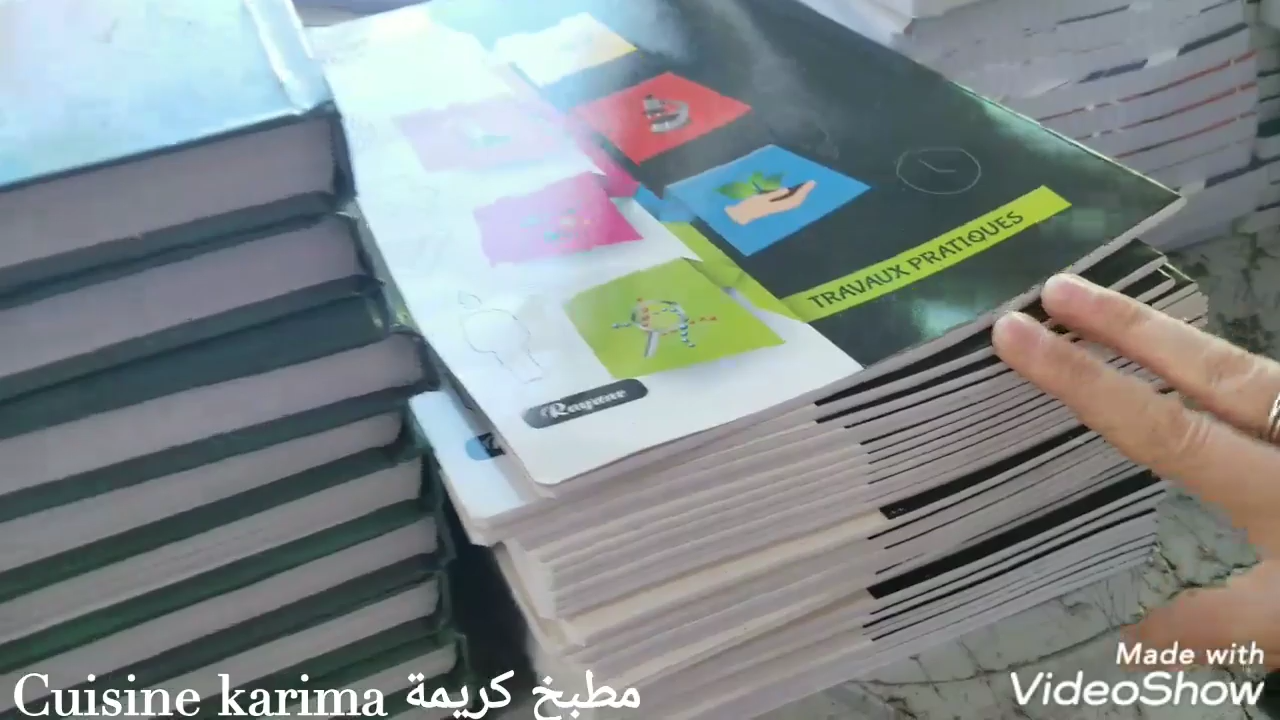 TRAVAUX PRATIQUES
Rayane
Cuisine karima مطبخ كريمة
Made with
VideoShow